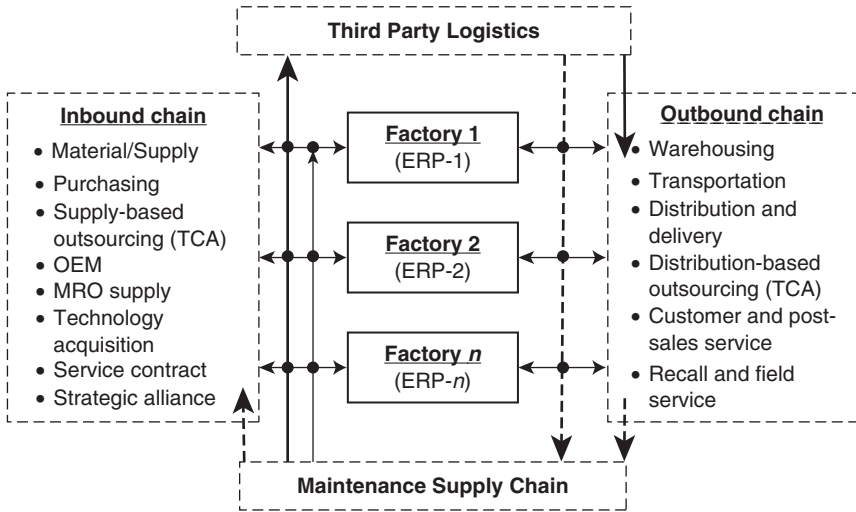 Third Party Logistics
Inbound chain
• Material/Supply
• Purchasing
• Supply-based
outsourcing (TCA)
• OEM
• MRO supply
• Technology
acquisition
• Service contract
• Strategic alliance
Factory 1
(ERP-1)
Factory 2
(ERP-2)
Factory n
(ERP-n)
Outbound chain
• Warehousing
• Transportation
• Distribution and
delivery
• Distribution-based
outsourcing (TCA)
• Customer and post-
sales service
• Recall and field
service
Maintenance Supply Chain